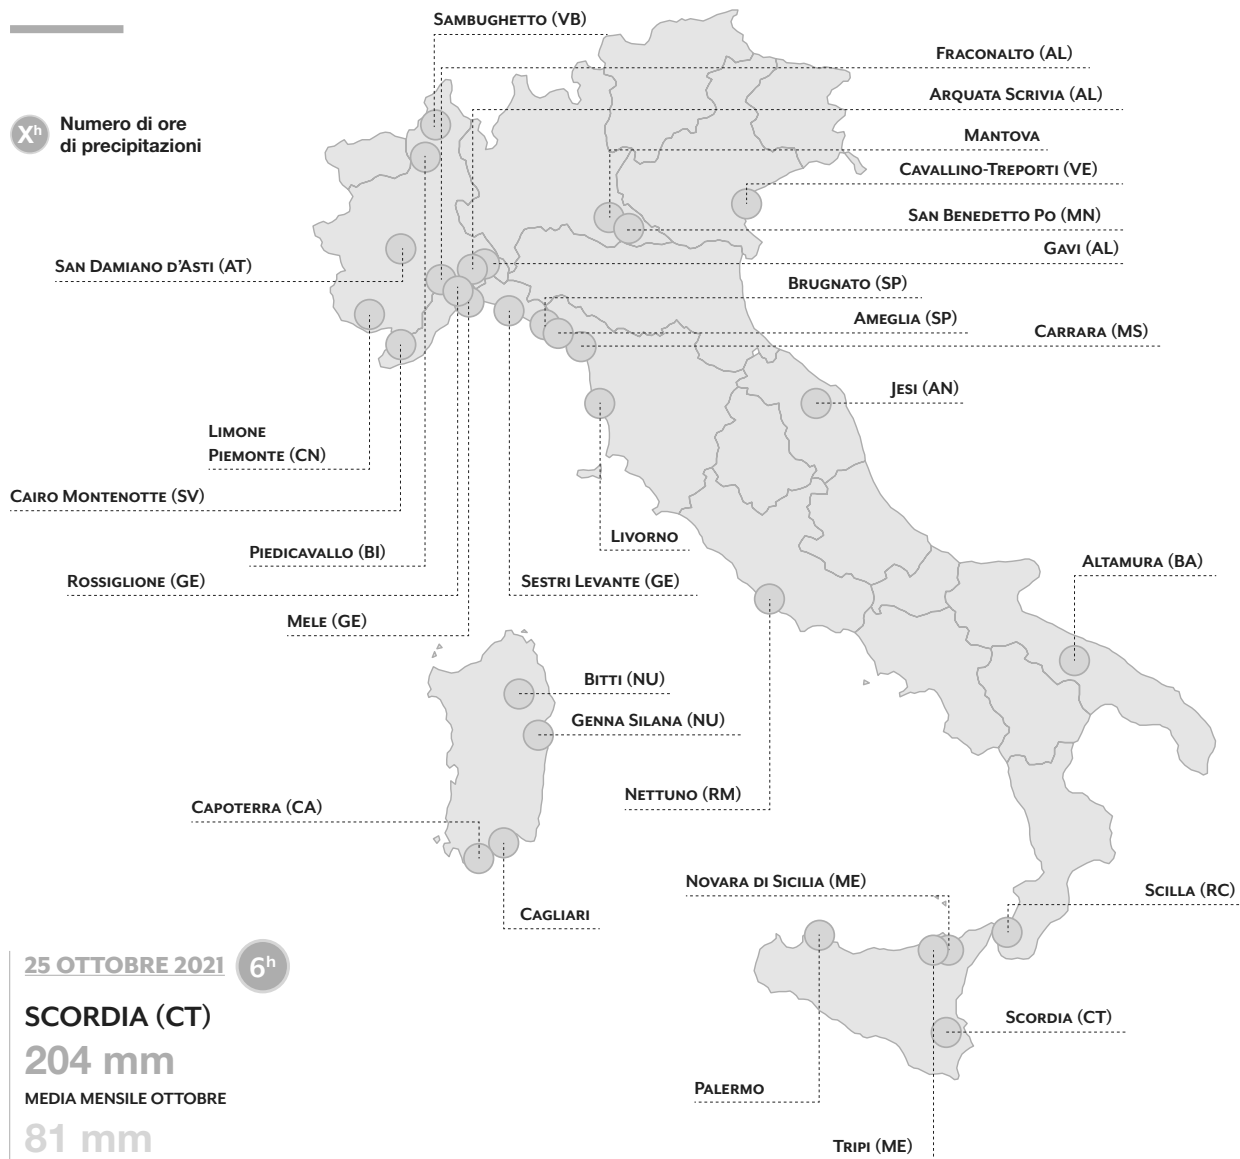 Sambughetto (VB)
Fraconalto (AL)
Arquata Scrivia (AL)
Xh Numero di ore
di precipitazioni
Mantova
Cavallino-Treporti (VE)
San Benedetto Po (MN)
Gavi (AL)
San Damiano d'Asti (AT)
Brugnato (SP)
Ameglia (SP)
Carrara (MS)
Jesi (AN)
Limone
Piemonte (CN)
Cairo Montenotte (SV)
Livorno
Piedicavallo (BI)
Altamura (BA)
Rossiglione (GE)
Sestri Levante (GE)
Mele (GE)
Bitti (NU)
Genna Silana (NU)
Nettuno (RM)
Capoterra (CA)
Novara di Sicilia (ME)
Scilla (RC)
Cagliari
25 OTTOBRE 2021 6h
SCORDIA (CT)
204 mm
MEDIA MENSILE OTTOBRE
81 mm
Scordia (CT)
Palermo
Tripi (ME)